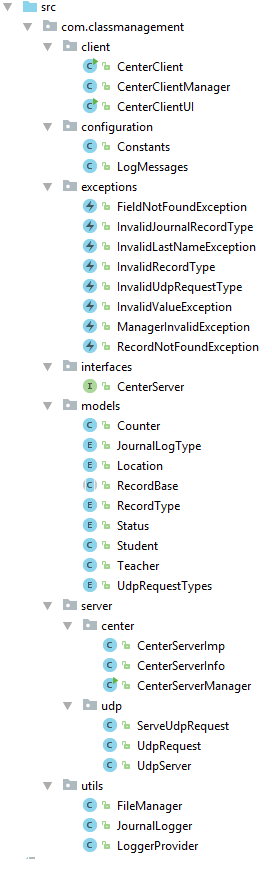 src
com.classmanagement
client
C CenterClient
C CenterClientManager
C CenterClientUI
configuration
C Constants
C LogMessages
exceptions
FieldNotFoundException
InvalidJournalRecordType
InvalidLastNameException
InvalidRecordType
InvalidUdpRequestType
InvalidValueException
ManagerInvalidException
RecordNotFoundException
interfaces
I CenterServer
models
C Counter
E JournalLogType
E Location
C RecordBase
E RecordType
E Status
C Student
C Teacher
E UdpRequestTypes
server
center
C CenterServerImp
C CenterServerInfo
C CenterServerManager
udp
C ServeUdpRequest
C UdpRequest
C UdpServer
utils
C FileManager
C JournalLogger
C LoggerProvider